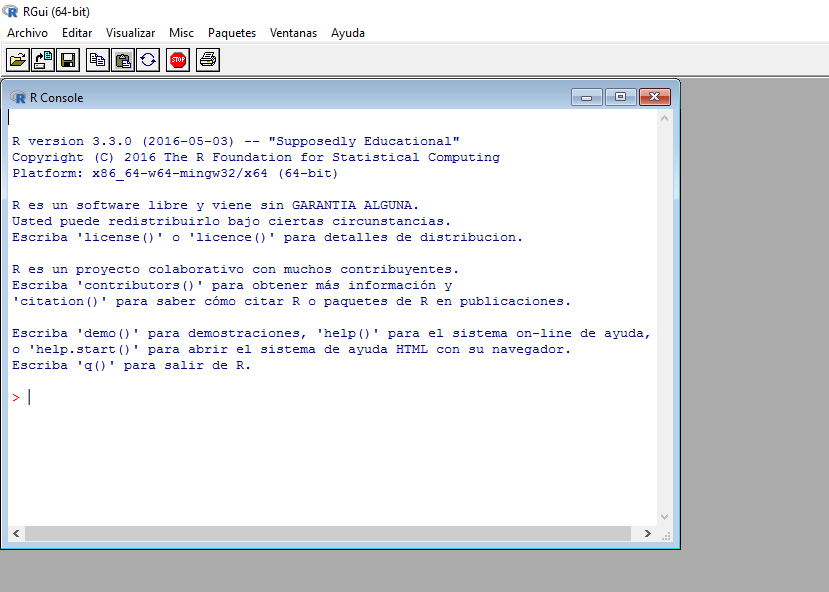 RGui (64-bit)
Archivo Editar Visualizar Misc Paquetes Ventanas Ayuda
STOP
R Console
R version 3.3.0 (2016-05-03) -- "Supposedly Educational"
Copyright (C) 2016 The R Foundation for Statistical Computing
Platform: x86_64-w64-mingw32/x64 (64-bit)
R es un software libre y viene sin GARANTIA ALGUNA.
Usted puede redistribuirlo bajo ciertas circunstancias.
Escriba 'license()' o 'licence()' para detalles de distribucion.
R es un proyecto colaborativo con muchos contribuyentes.
Escriba 'contributors()' para obtener más información y
'citation()' para saber cómo citar R o paquetes de R en publicaciones.
Escriba 'demo()' para demostraciones, 'help()' para el sistema on-line de ayuda,
o 'help.start()' para abrir el sistema de ayuda HTML con su navegador.
Escriba 'q()' para salir de R.
>